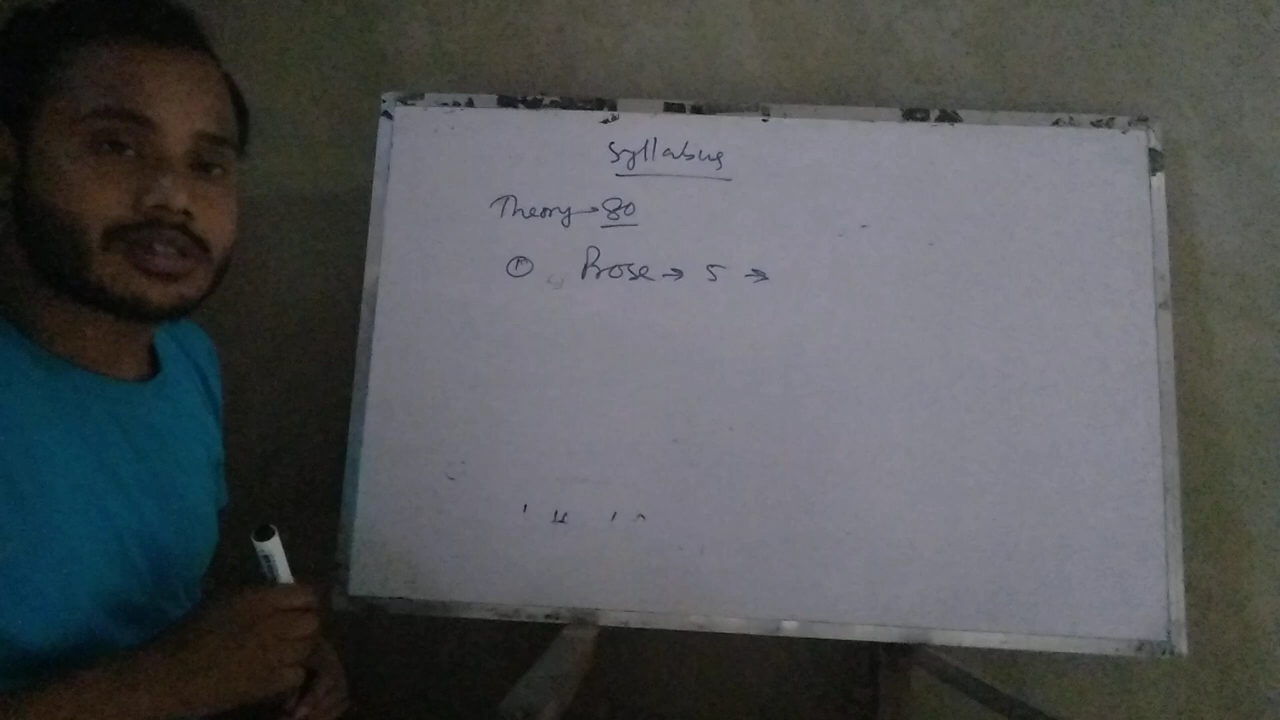 Syllabus
Theory → 80
① Prose → 5 →